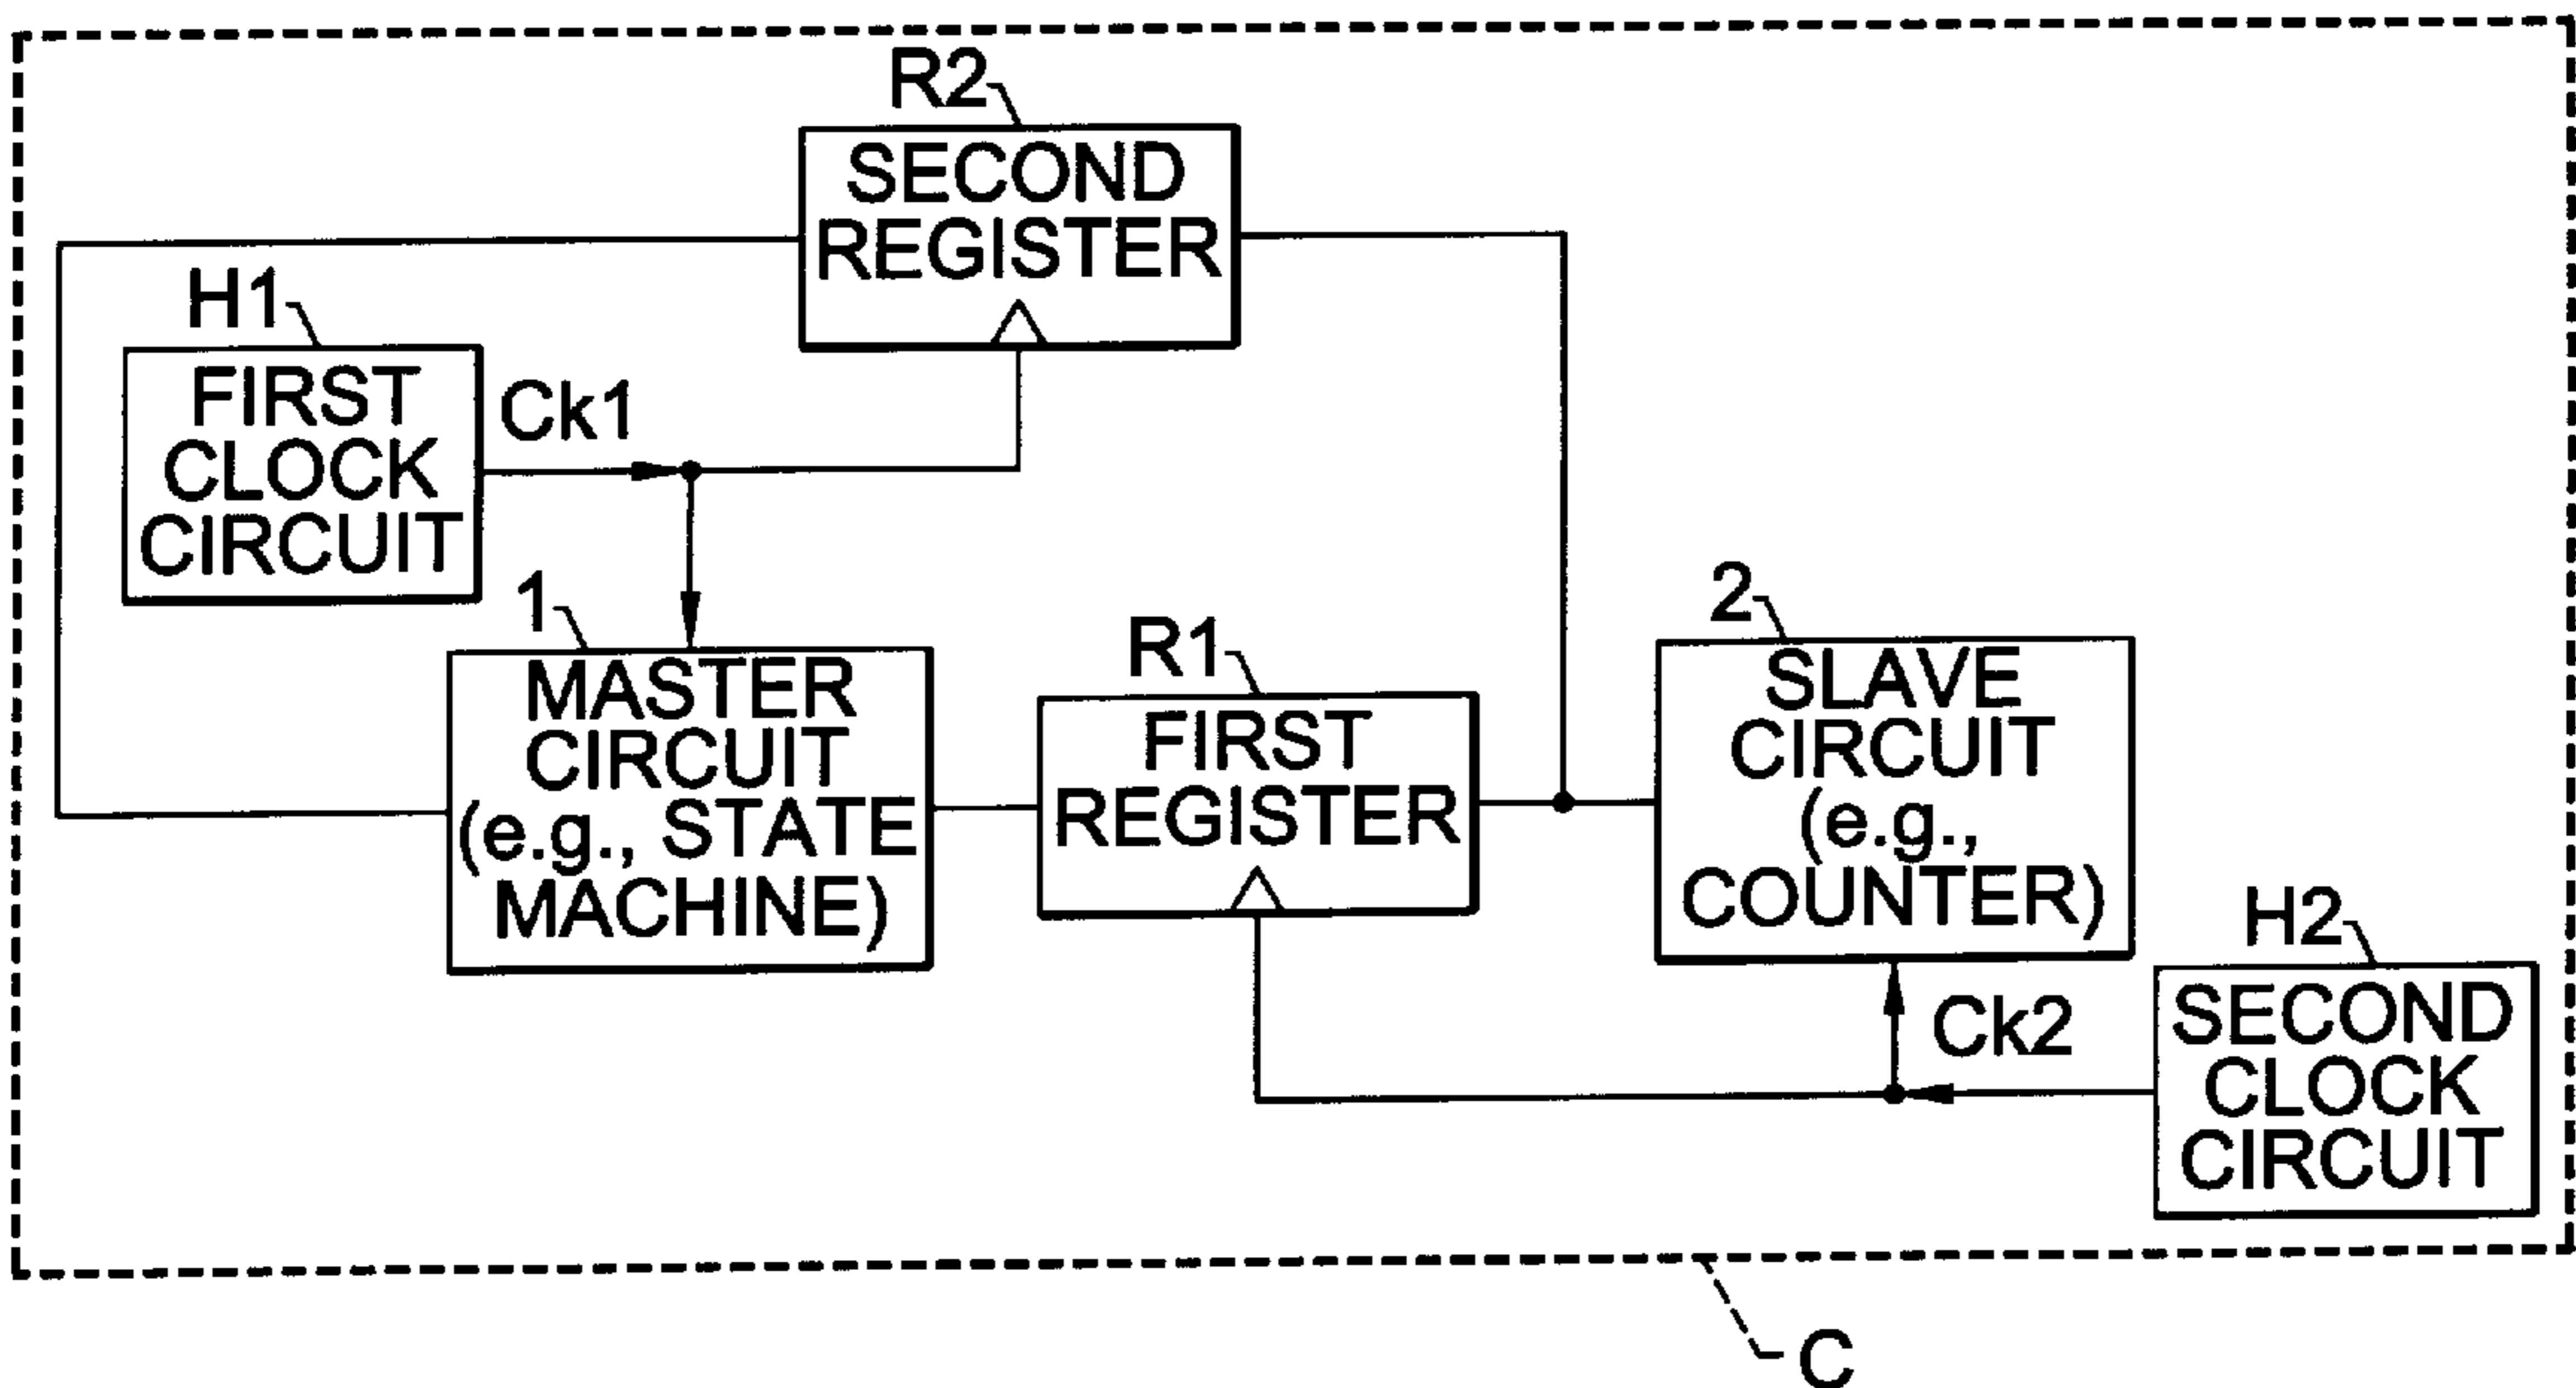 R2
SECOND
REGISTER
H1
FIRST
CLOCK
CIRCUIT
Ck1
1
MASTER
CIRCUIT
(e.g., STATE
MACHINE)
R1
FIRST
REGISTER
2
SLAVE
CIRCUIT
(e.g.,
COUNTER)
H2
SECOND
CLOCK
CIRCUIT
Ck2
C